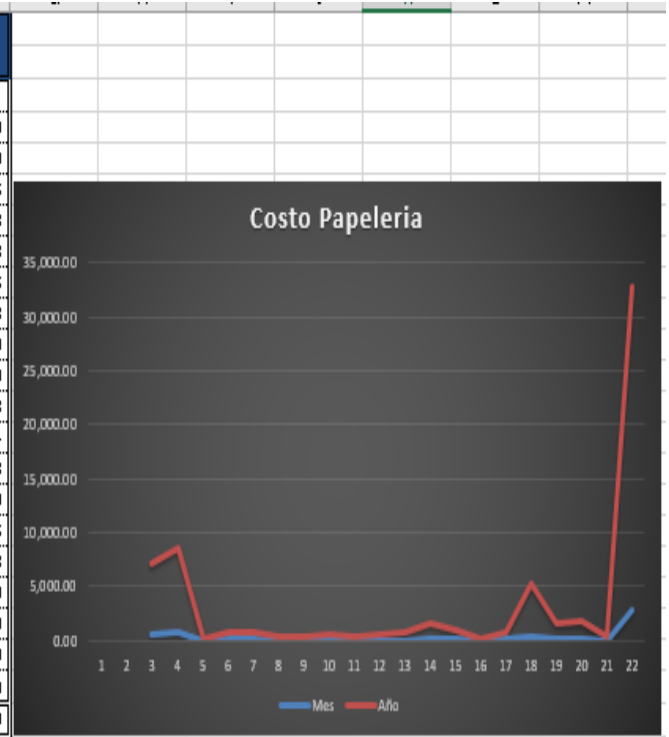 Costo Papeleria
35,000.00
30,000.00
25,000.00
20,000.00
15,000.00
10,000.00
5,000.00
0.00
1 2 3 4 5 6 7 8 9 10 11 12 13 14 15 16 17 18 19 20 21 22
Mes Año